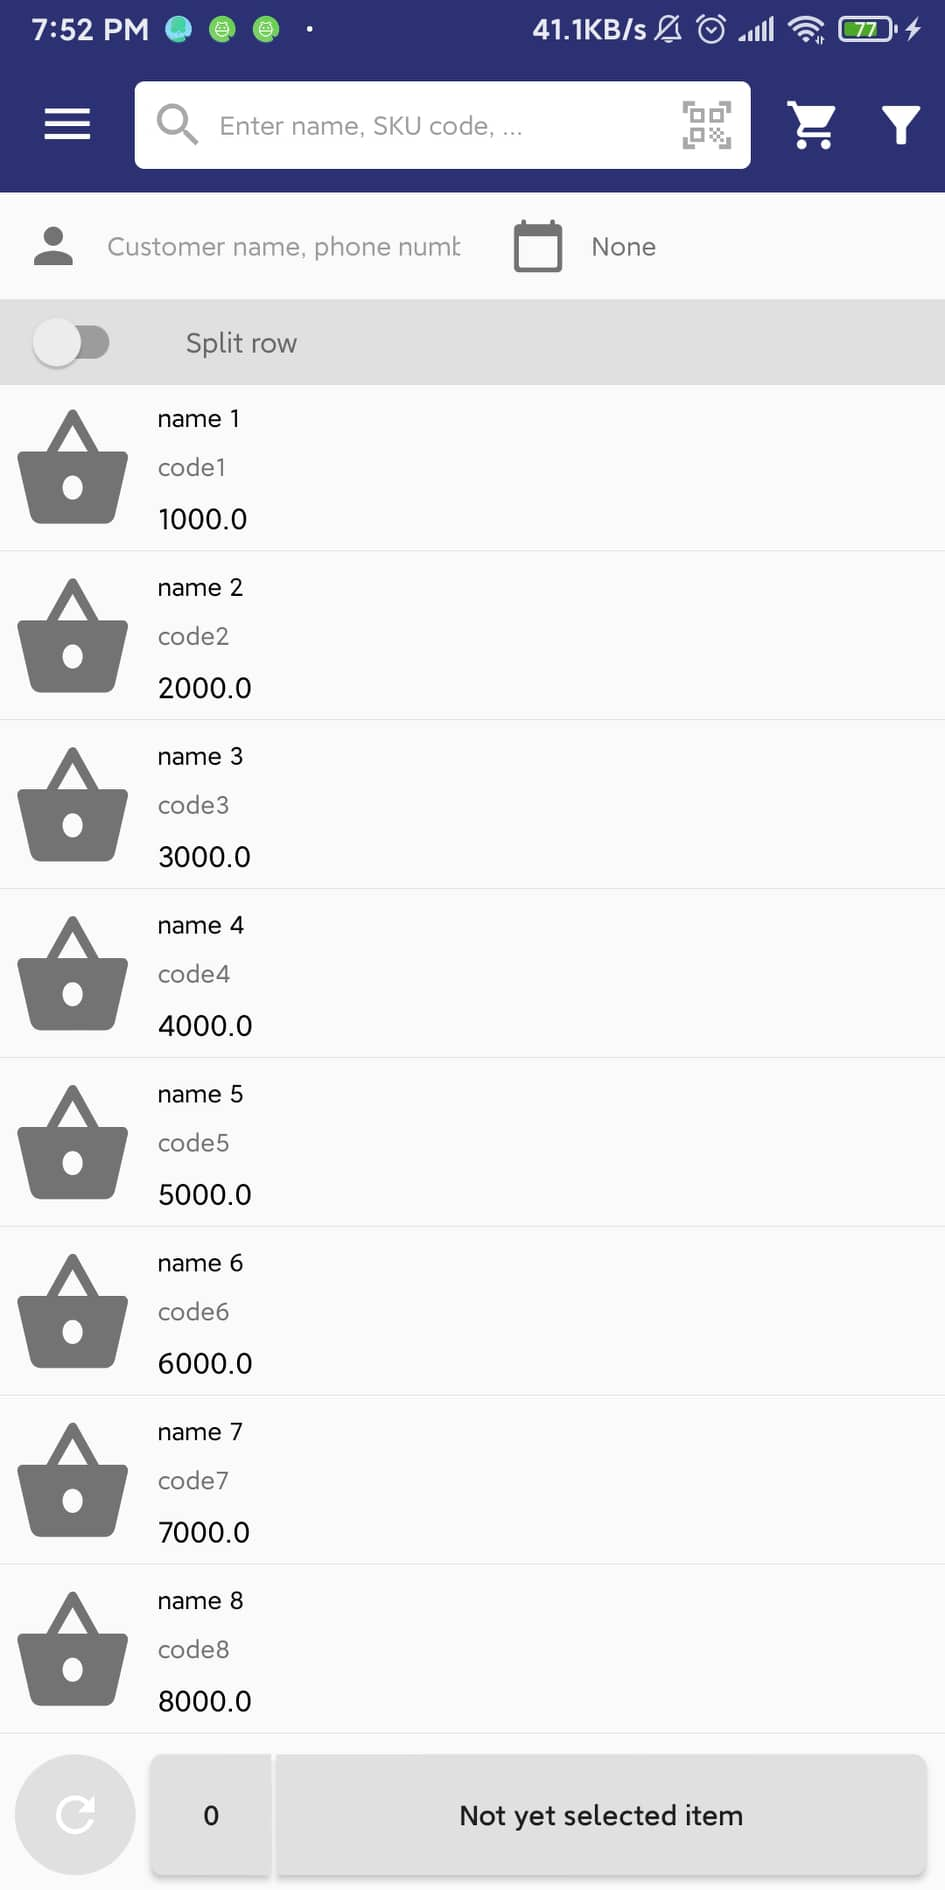 7:52 PM 41.1KB/s 77
Enter name, SKU code, ...
Customer name, phone numb None
Split row
name 1
code1
1000.0
name 2
code2
2000.0
name 3
code3
3000.0
name 4
code4
4000.0
name 5
code5
5000.0
name 6
code6
6000.0
name 7
code7
7000.0
name 8
code8
8000.0
0 Not yet selected item